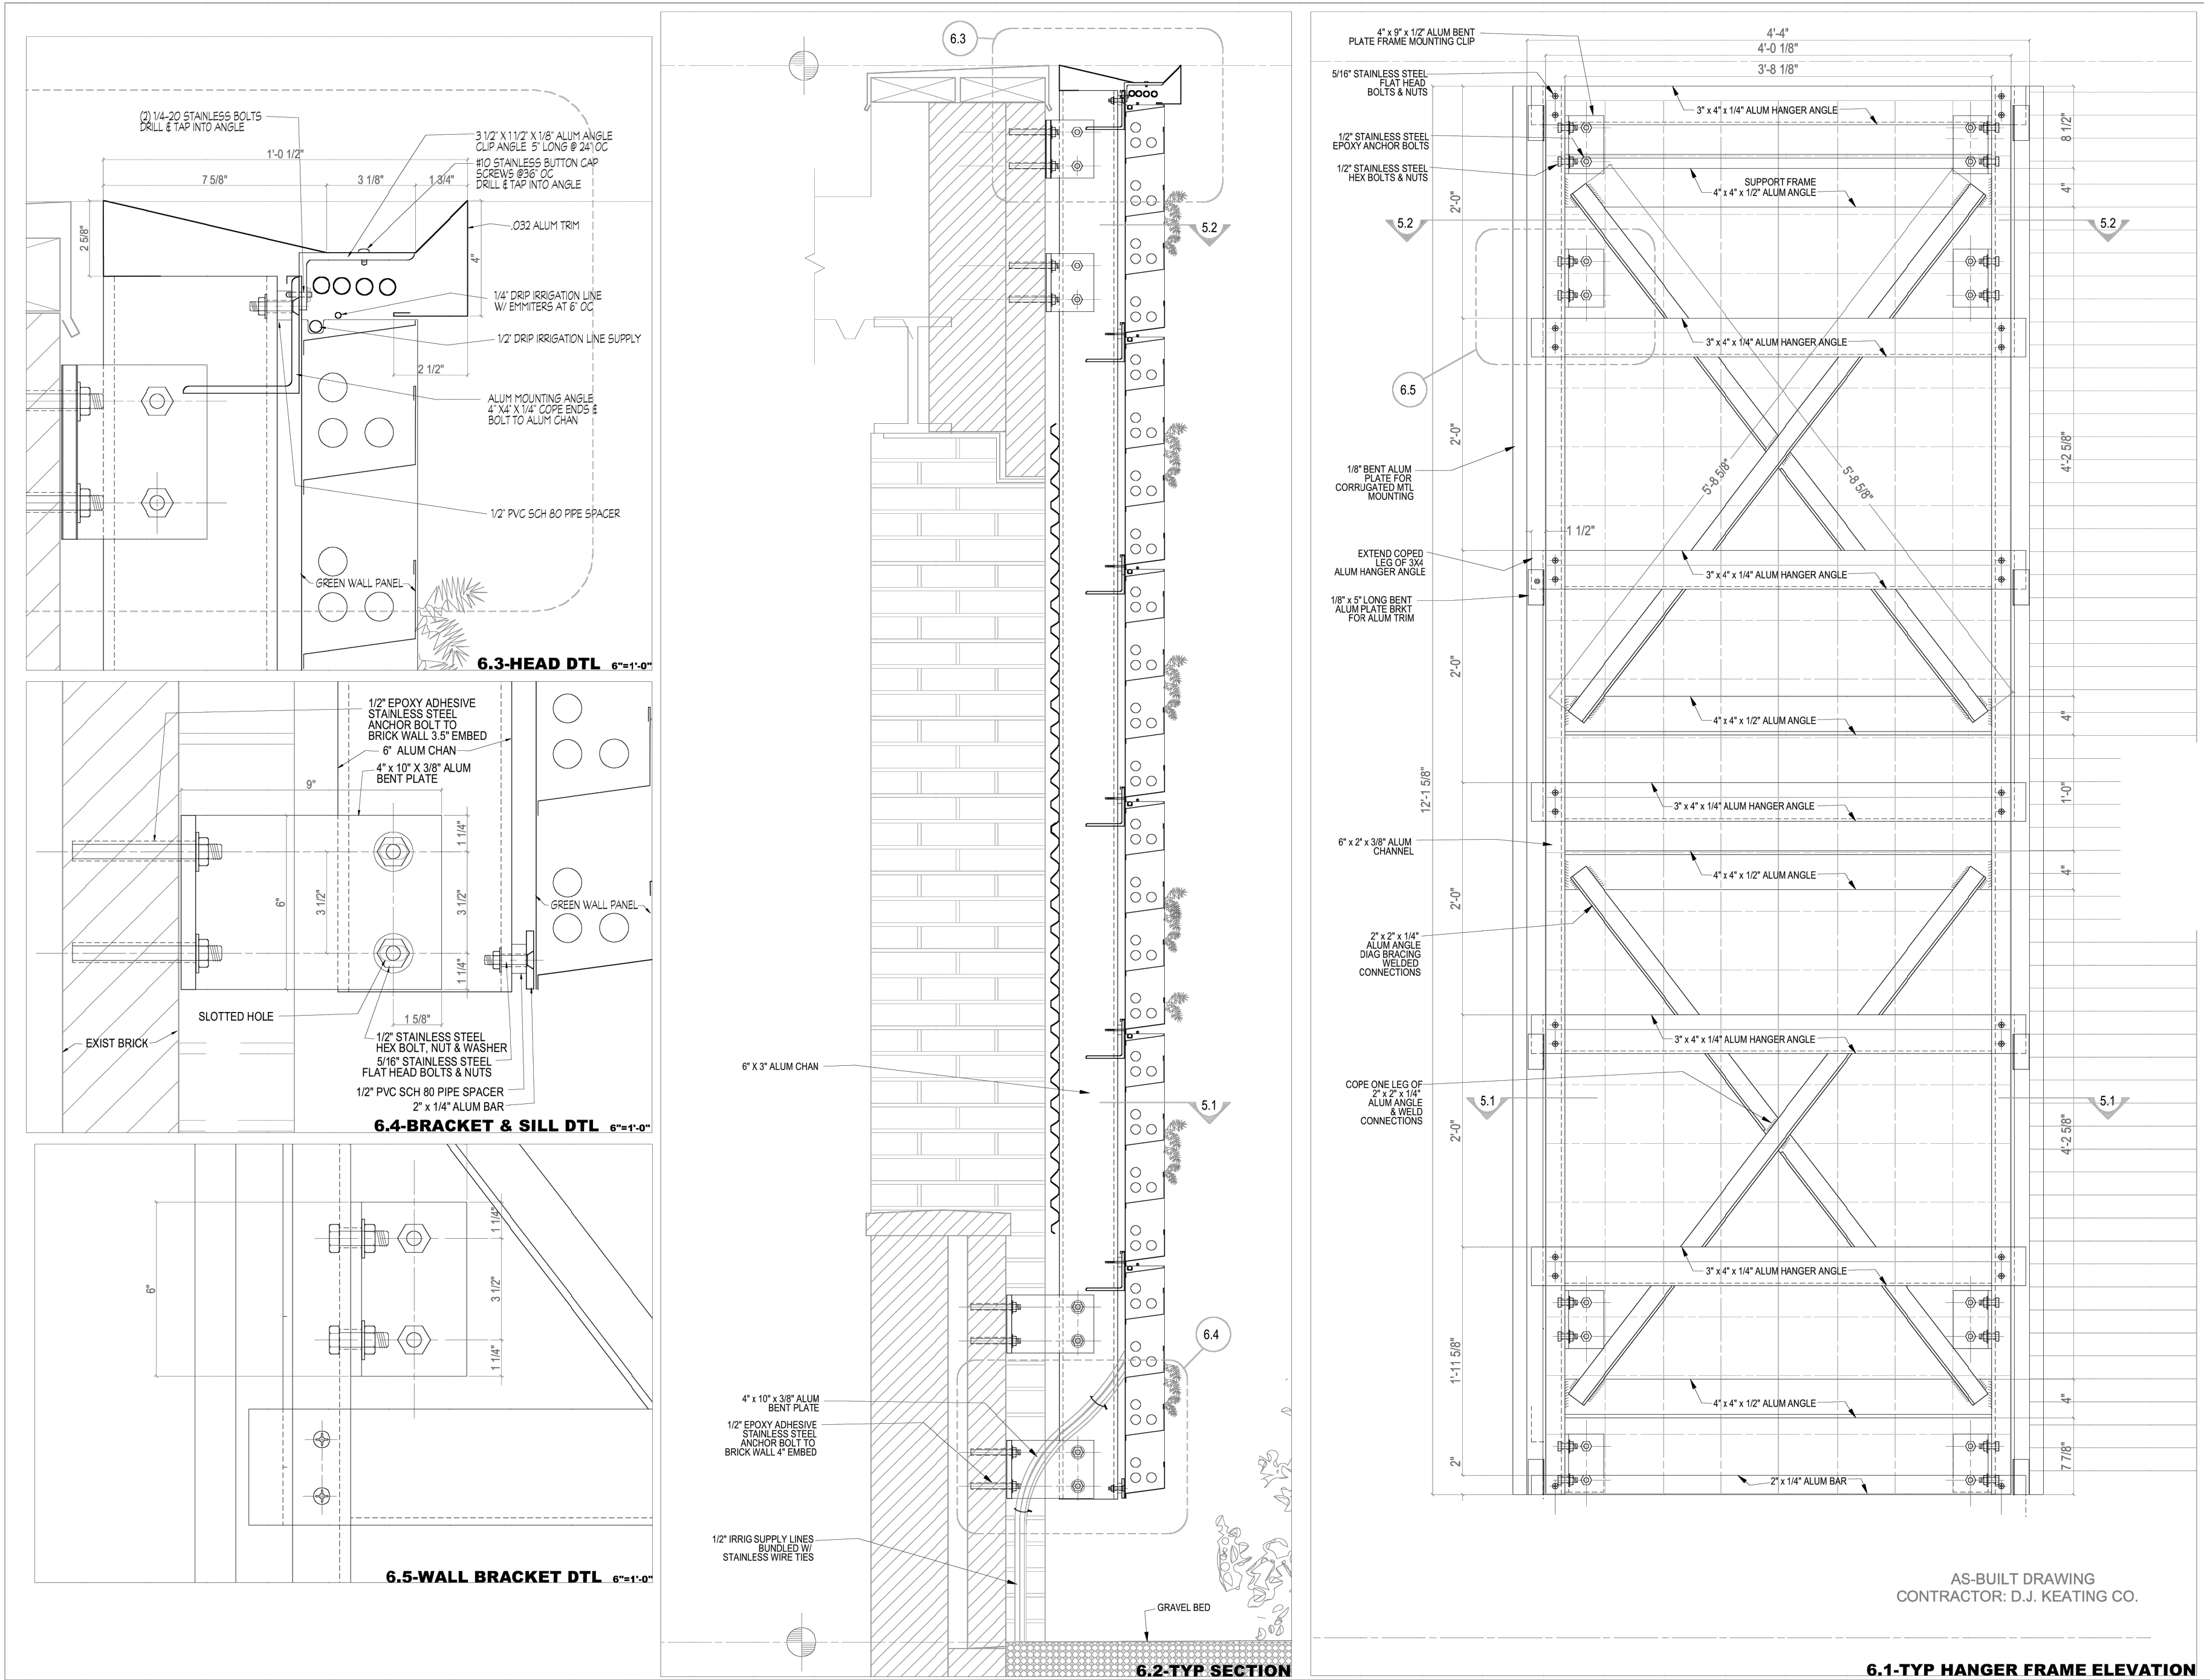 (2) 1/4-20 STAINLESS BOLTS
DRILL & TAP INTO ANGLE
3 1/2" X 1 1/2" X 1/8" ALUM ANGLE
CLIP ANGLE 5" LONG @ 24" OC
#10 STAINLESS BUTTON CAP
SCREWS @36" OC
DRILL & TAP INTO ANGLE
1'-0 1/2"
7 5/8"
3 1/8"
1 3/4"
2 5/8"
.032 ALUM TRIM
4"
1/4" DRIP IRRIGATION LINE
W/ EMMITERS AT 6" OC
1/2" DRIP IRRIGATION LINE SUPPLY
2 1/2"
ALUM MOUNTING ANGLE
4" X4" X 1/4" COPE ENDS &
BOLT TO ALUM CHAN
1/2" PVC SCH 80 PIPE SPACER
GREEN WALL PANEL
6.3-HEAD DTL 6"=1'-0"
1/2" EPOXY ADHESIVE
STAINLESS STEEL
ANCHOR BOLT TO
BRICK WALL 3.5" EMBED
6" ALUM CHAN
4" x 10" X 3/8" ALUM
BENT PLATE
9"
1 1/4"
6"
3 1/2"
3 1/2"
GREEN WALL PANEL
1 1/4"
SLOTTED HOLE
1 5/8"
EXIST BRICK
1/2" STAINLESS STEEL
HEX BOLT, NUT & WASHER
5/16" STAINLESS STEEL
FLAT HEAD BOLTS & NUTS
1/2" PVC SCH 80 PIPE SPACER
2" x 1/4" ALUM BAR
6.4-BRACKET & SILL DTL 6"=1'-0"
6"
1 1/4"
3 1/2"
1 1/4"
6.5-WALL BRACKET DTL 6"=1'-0"
6.3
5.2
6" X 3" ALUM CHAN
5.1
6.4
4" x 10" x 3/8" ALUM
BENT PLATE
1/2" EPOXY ADHESIVE
STAINLESS STEEL
ANCHOR BOLT TO
BRICK WALL 4" EMBED
1/2" IRRIG SUPPLY LINES
BUNDLED W/
STAINLESS WIRE TIES
GRAVEL BED
6.2-TYP SECTION
4" x 9" x 1/2" ALUM BENT
PLATE FRAME MOUNTING CLIP
4'-4"
4'-0 1/8"
3'-8 1/8"
5/16" STAINLESS STEEL
FLAT HEAD
BOLTS & NUTS
3" x 4" x 1/4" ALUM HANGER ANGLE
8 1/2"
1/2" STAINLESS STEEL
EPOXY ANCHOR BOLTS
1/2" STAINLESS STEEL
HEX BOLTS & NUTS
SUPPORT FRAME
4" x 4" x 1/2" ALUM ANGLE
4"
2'-0"
5.2
5.2
3" x 4" x 1/4" ALUM HANGER ANGLE
6.5
2'-0"
4'-2 5/8"
1/8" BENT ALUM
PLATE FOR
CORRUGATED MTL
MOUNTING
5'-8 5/8"
5'-8 5/8"
1 1/2"
EXTEND COPED
LEG OF 3X4
ALUM HANGER ANGLE
3" x 4" x 1/4" ALUM HANGER ANGLE
1/8" x 5" LONG BENT
ALUM PLATE BRKT
FOR ALUM TRIM
2'-0"
4" x 4" x 1/2" ALUM ANGLE
4"
12'-1 5/8"
3" x 4" x 1/4" ALUM HANGER ANGLE
1'-0"
6" x 2" x 3/8" ALUM
CHANNEL
4" x 4" x 1/2" ALUM ANGLE
4"
2'-0"
2" x 2" x 1/4"
ALUM ANGLE
DIAG BRACING
WELDED
CONNECTIONS
3" x 4" x 1/4" ALUM HANGER ANGLE
COPE ONE LEG OF
2" x 2" x 1/4"
ALUM ANGLE
& WELD
CONNECTIONS
5.1
5.1
2'-0"
4'-2 5/8"
3" x 4" x 1/4" ALUM HANGER ANGLE
1'-11 5/8"
4" x 4" x 1/2" ALUM ANGLE
4"
2"
7 7/8"
2" x 1/4" ALUM BAR
AS-BUILT DRAWING
CONTRACTOR: D.J. KEATING CO.
6.1-TYP HANGER FRAME ELEVATION